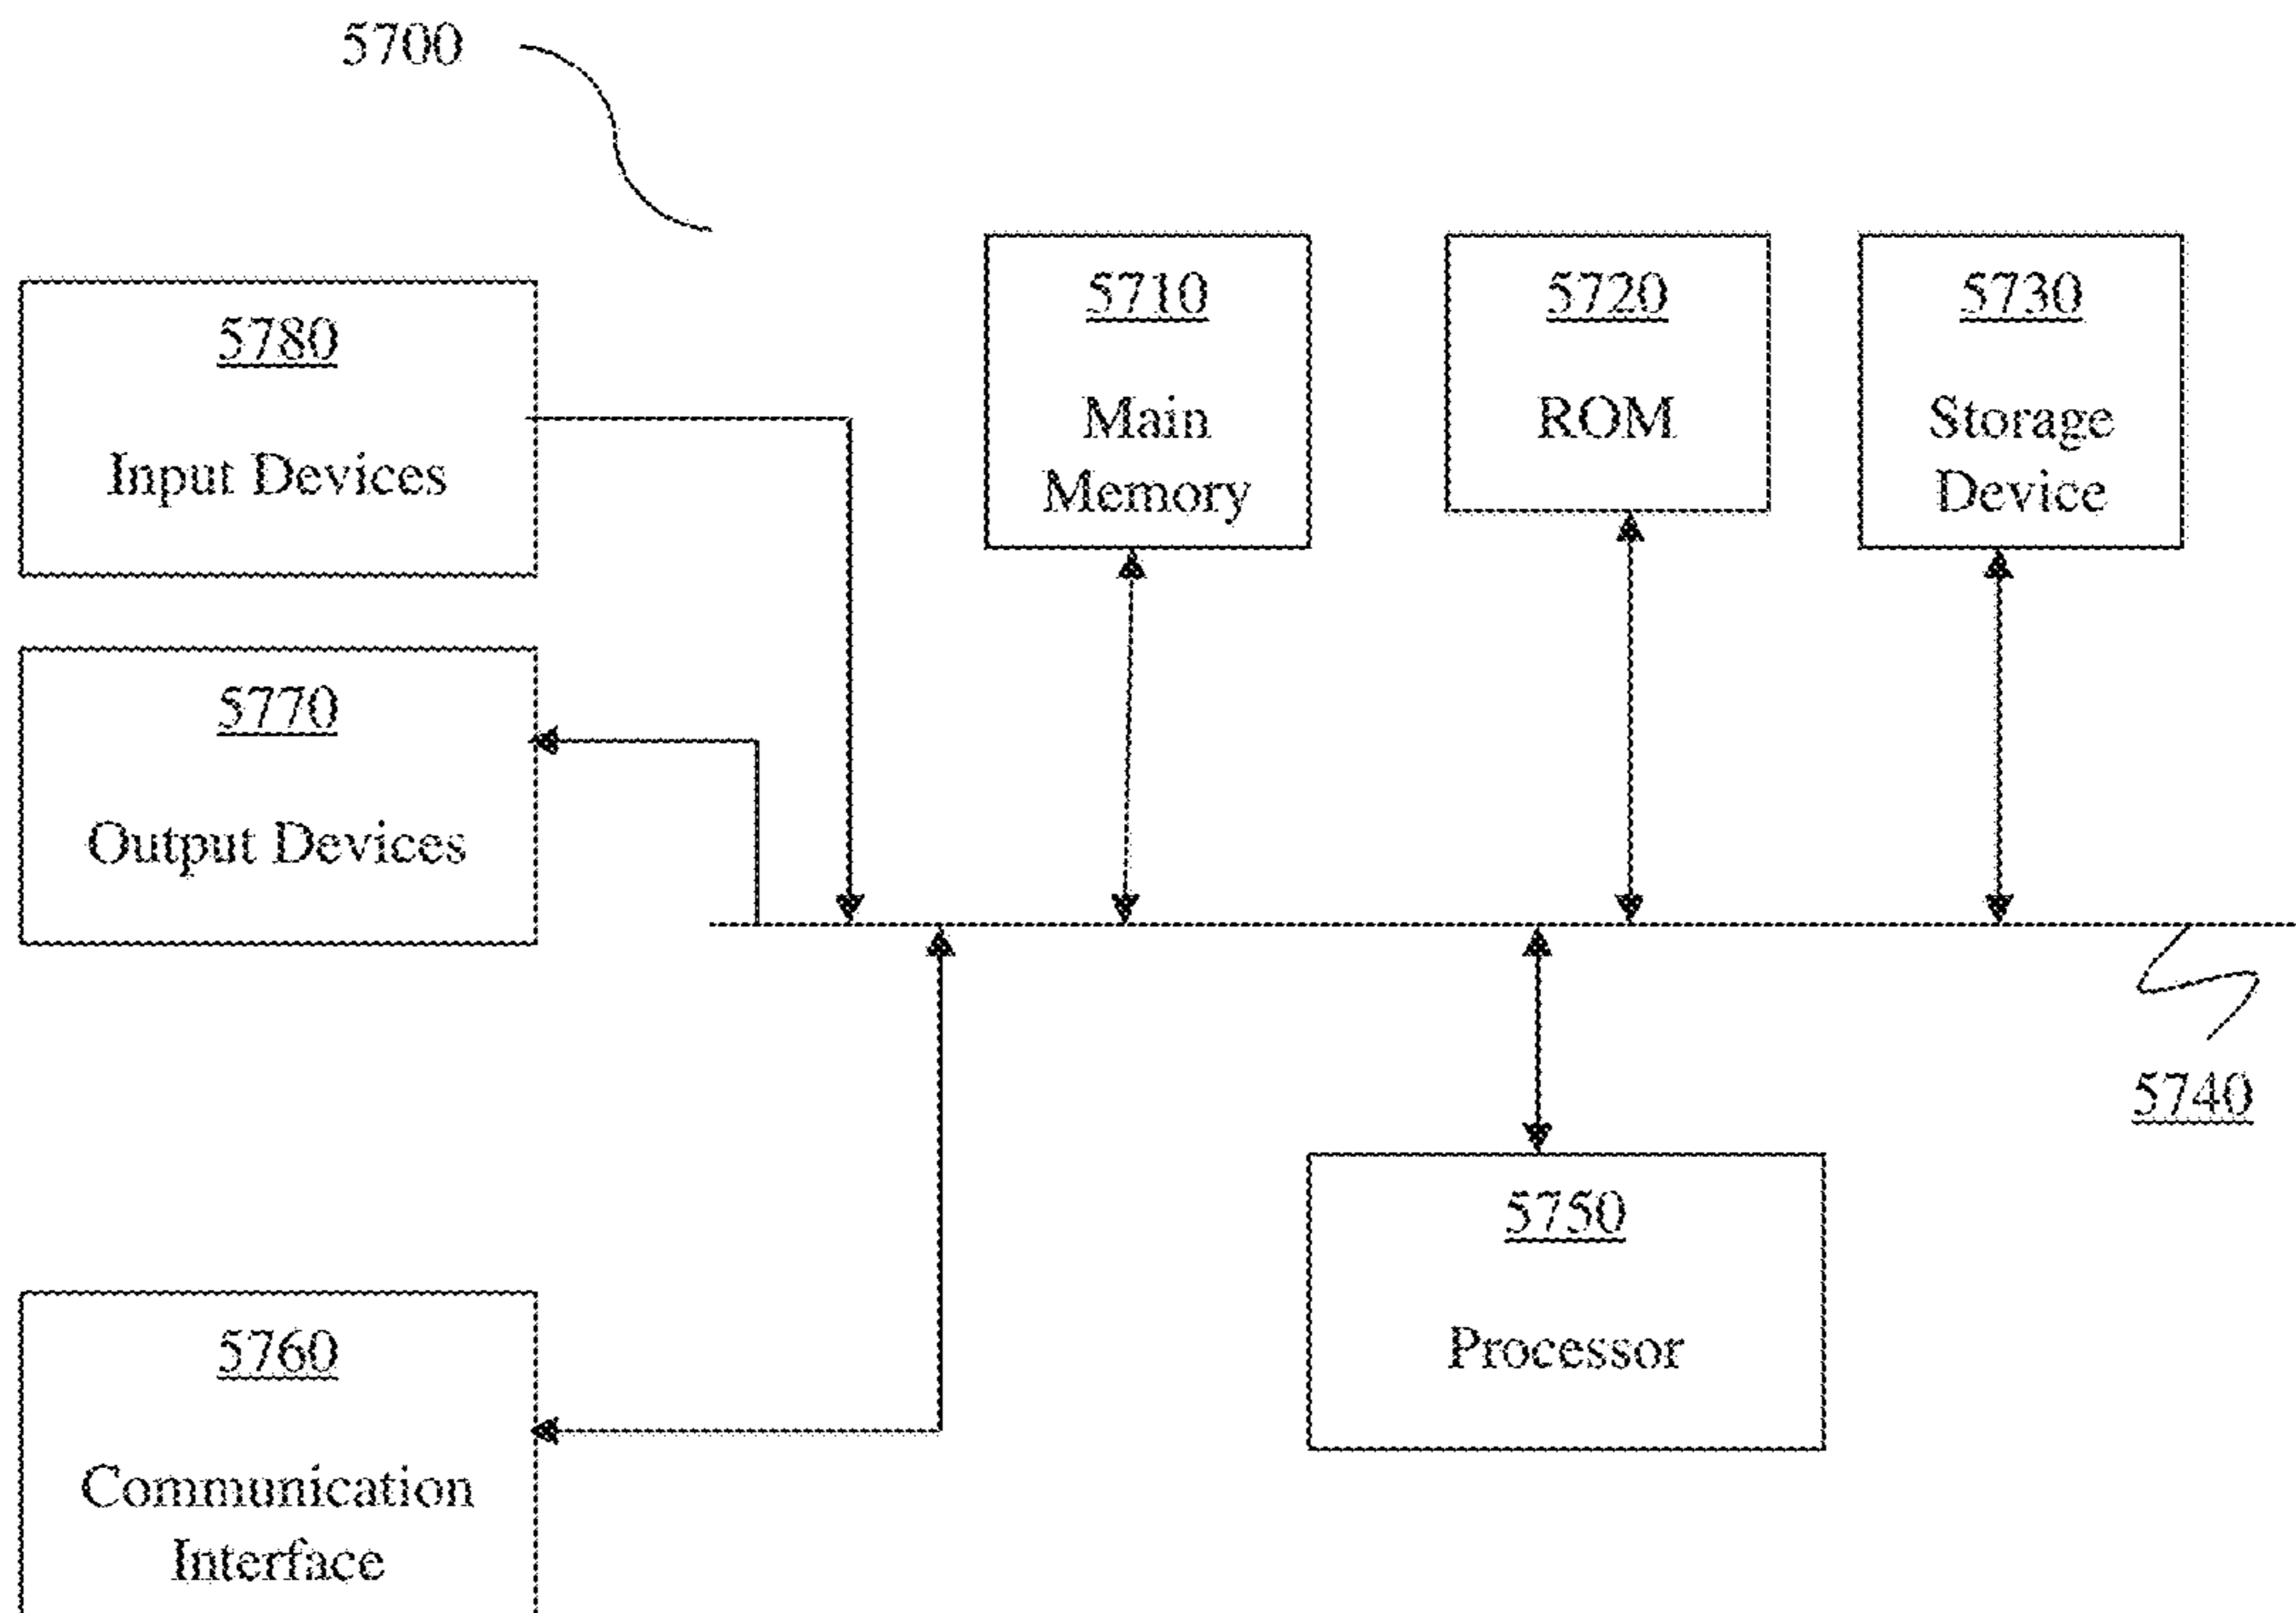 5700
5780
Input Devices
5710
Main
Memory
5720
ROM
5730
Storage
Device
5770
Output Devices
5740
5750
Processor
5760
Communication
Interface